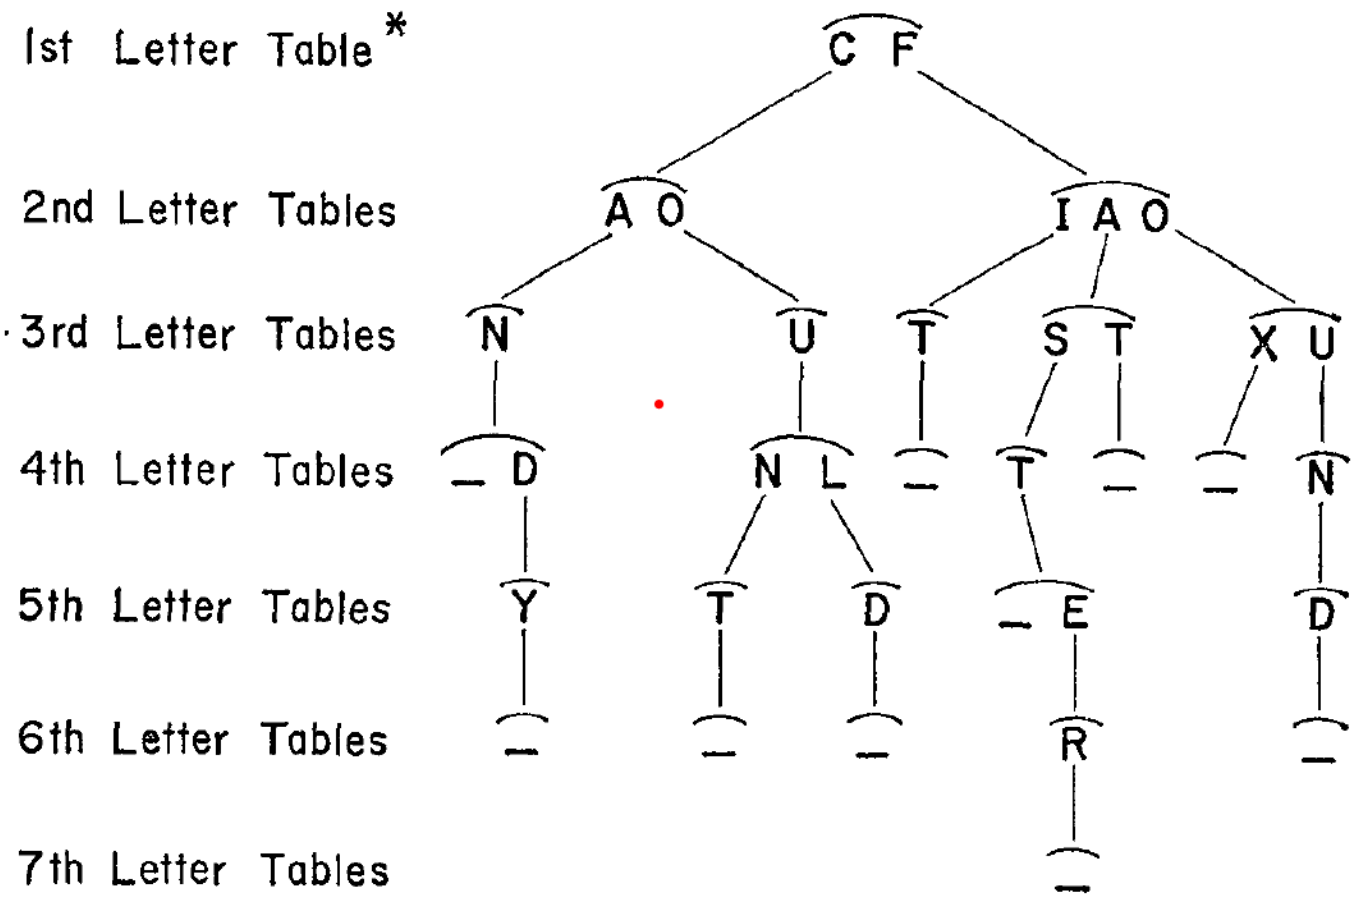 1st Letter Table* C F
2nd Letter Tables A O I A O
3rd Letter Tables N U T S T X U
4th Letter Tables _ D N L _ T _ _ N
5th Letter Tables Y T D _ E D
6th Letter Tables _ _ _ R _
7th Letter Tables _